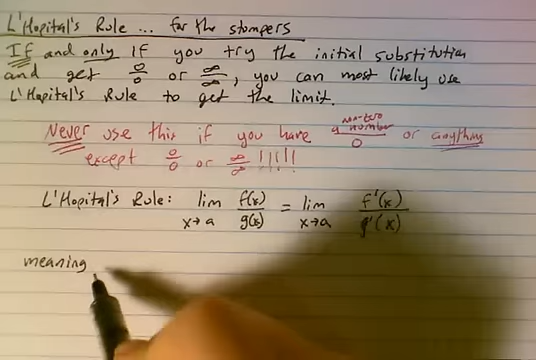 L'Hopital's Rule ... for the stompers
If and only if you try the initial substitution
and get 0/0 or ∞/∞, you can most likely use
L'Hopital's Rule to get the limit.
Never use this if you have a non-zero number/0 or anything
except 0/0 or ∞/∞ !!!!!
L'Hopital's Rule: lim x→a f(x)/g(x) = lim x→a f'(x)/g'(x)
meaning